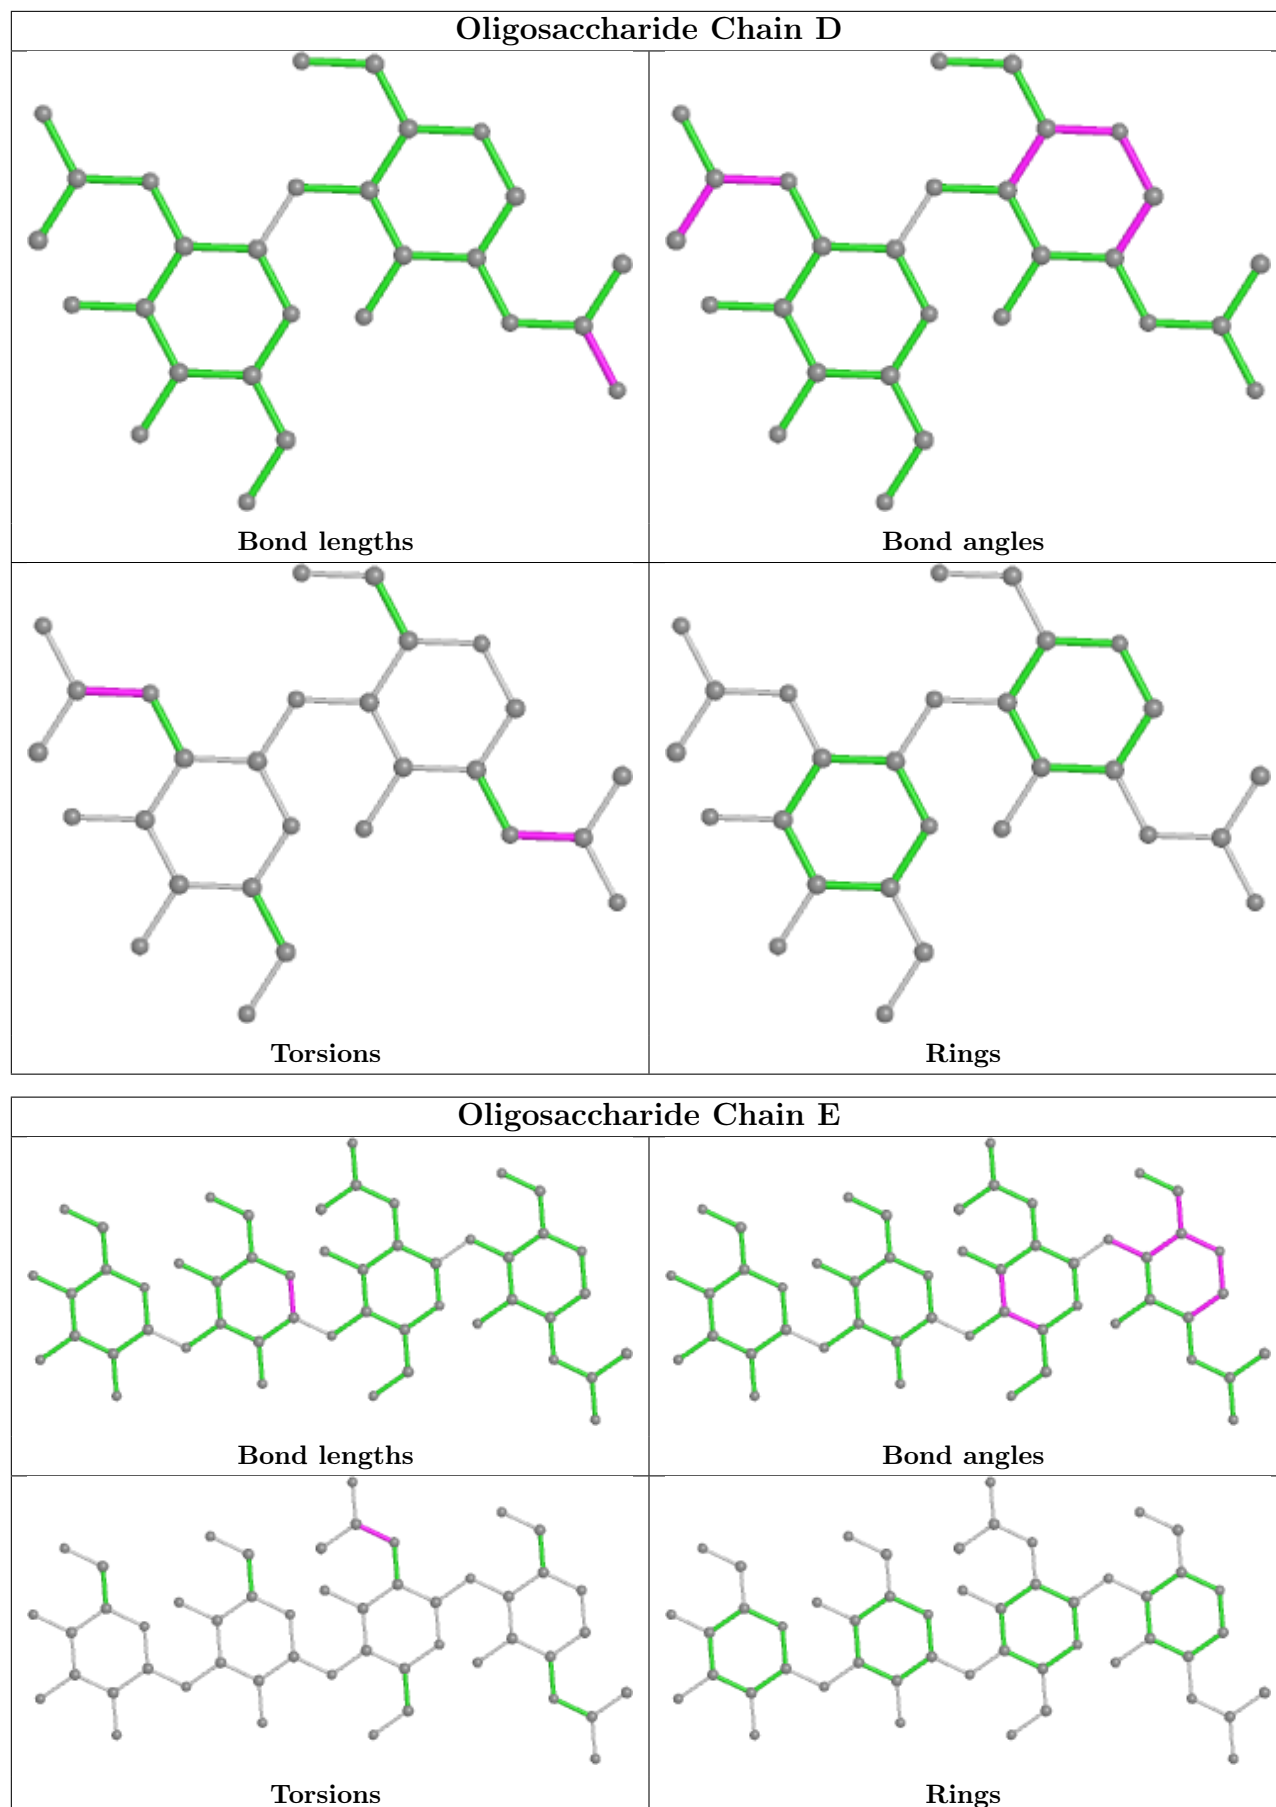 Oligosaccharide Chain D
Bond lengths
Bond angles
Torsions
Rings
Oligosaccharide Chain E
Bond lengths
Bond angles
Torsions
Rings